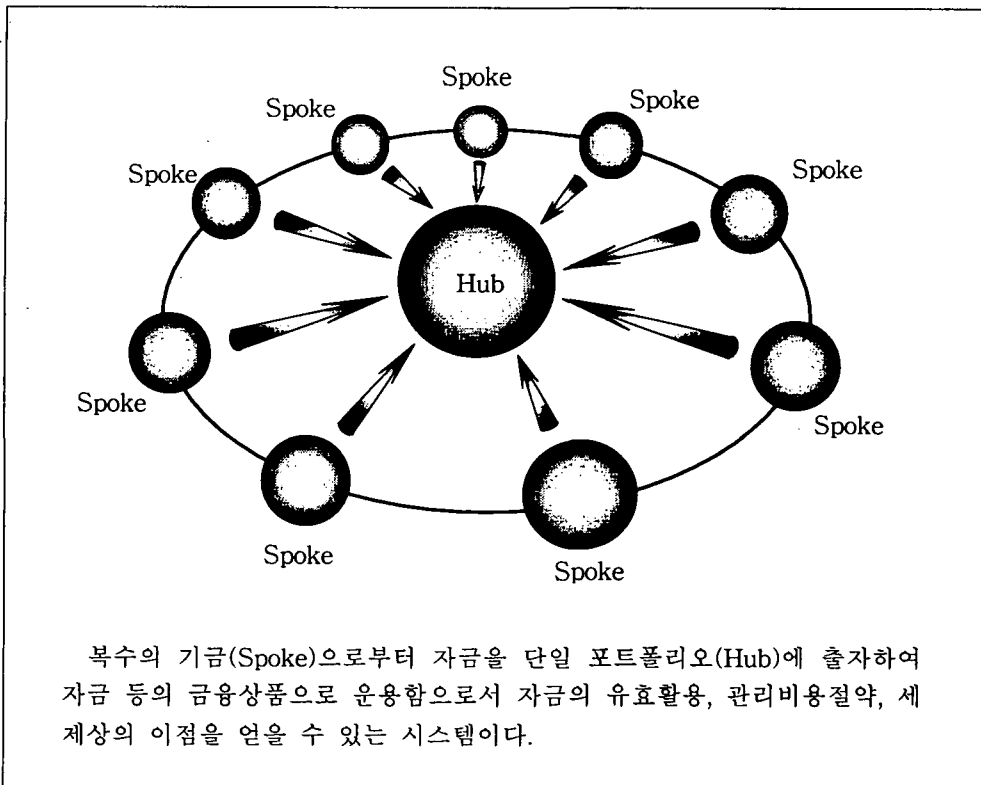 Spoke
Spoke
Spoke
Spoke
Spoke
Hub
Spoke
Spoke
Spoke
Spoke
복수의 기금(Spoke)으로부터 자금을 단일 포트폴리오(Hub)에 출자하여
자금 등의 금융상품으로 운용함으로서 자금의 유효활용, 관리비용절약, 세
제상의 이점을 얻을 수 있는 시스템이다.